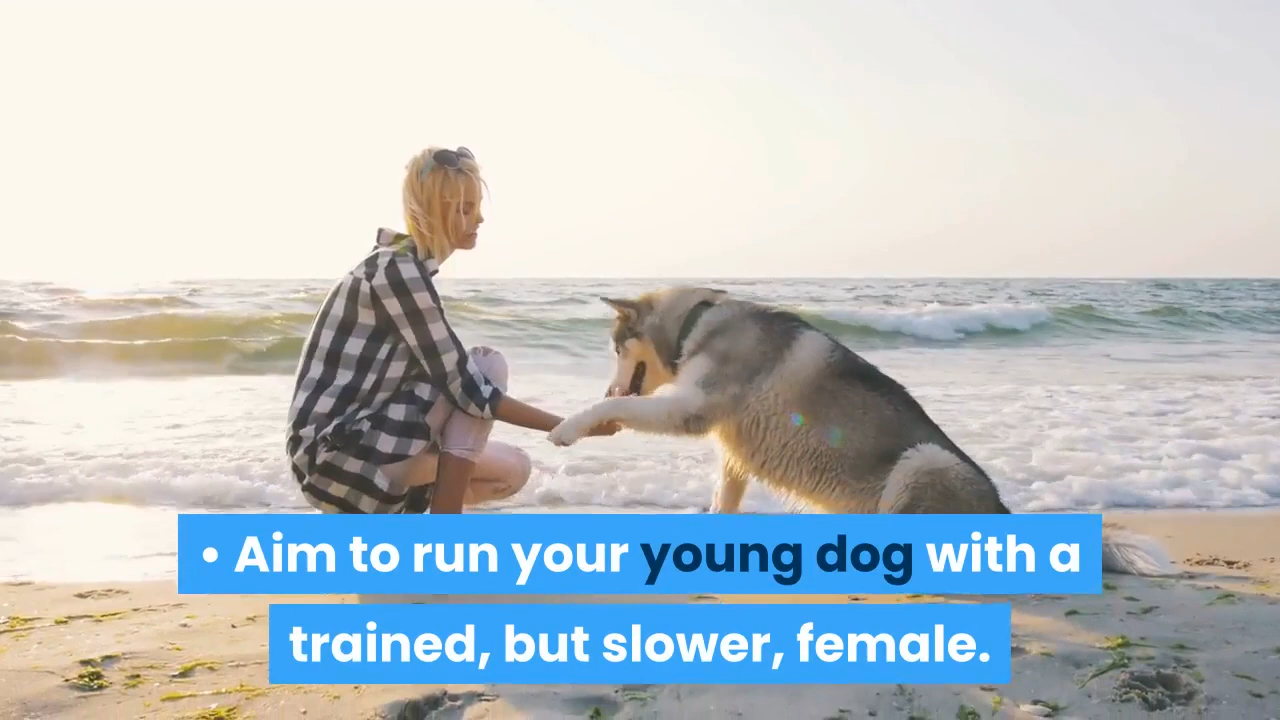 • Aim to run your young dog with a
trained, but slower, female.